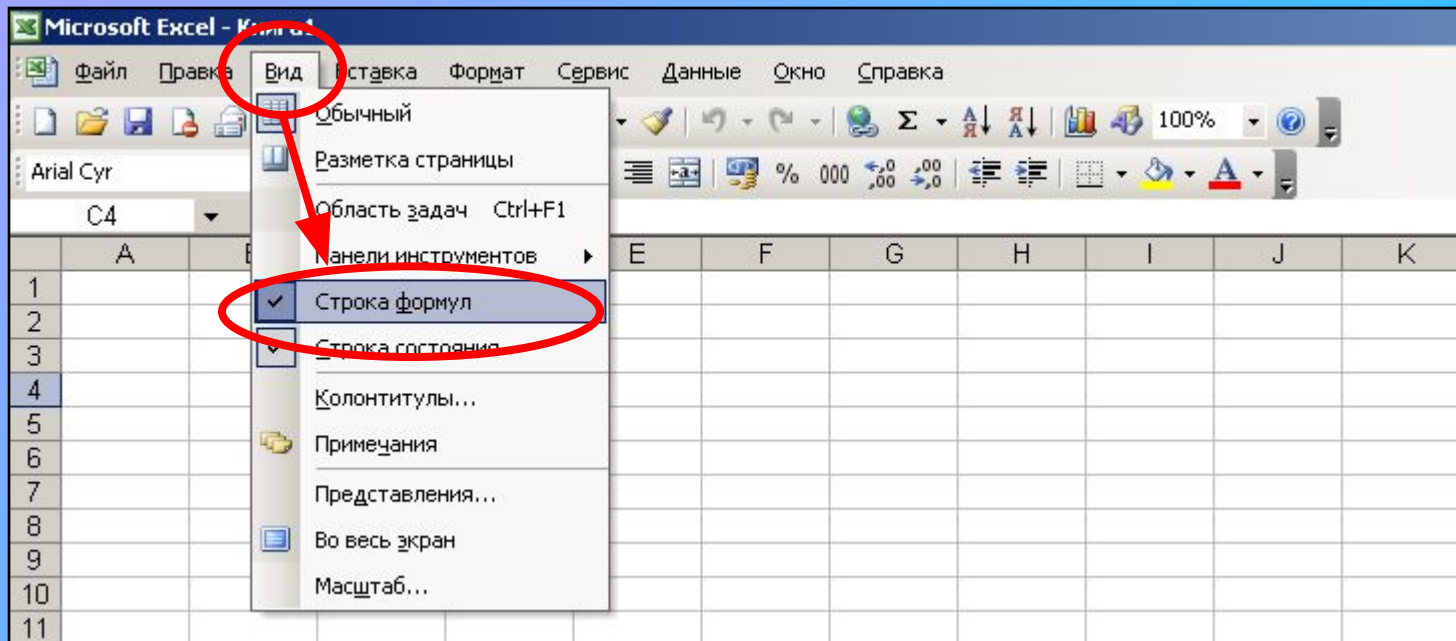 Microsoft Excel - Книга1
Файл Правка Вид Вставка Формат Сервис Данные Окно Справка
100%
Arial Cyr
% 000
C4
A B E F G H I J K
Обычный
Разметка страницы
Область задач Ctrl+F1
Панели инструментов
Строка формул
Строка состояния
Колонтитулы...
Примечания
Представления...
Во весь экран
Масштаб...
1
2
3
4
5
6
7
8
9
10
11